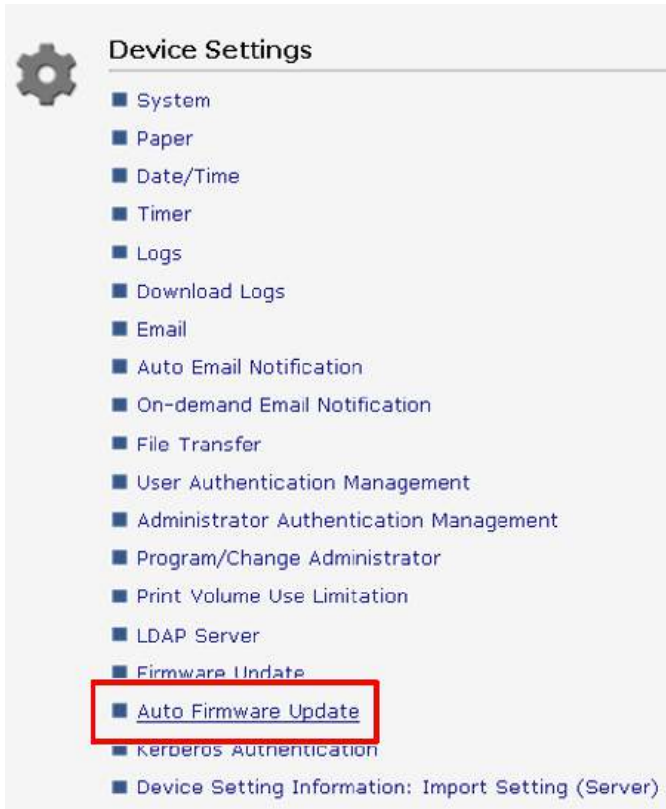 Device Settings
System
Paper
Date/Time
Timer
Logs
Download Logs
Email
Auto Email Notification
On-demand Email Notification
File Transfer
User Authentication Management
Administrator Authentication Management
Program/Change Administrator
Print Volume Use Limitation
LDAP Server
Firmware Update
Auto Firmware Update
Kerberos Authentication
Device Setting Information: Import Setting (Server)